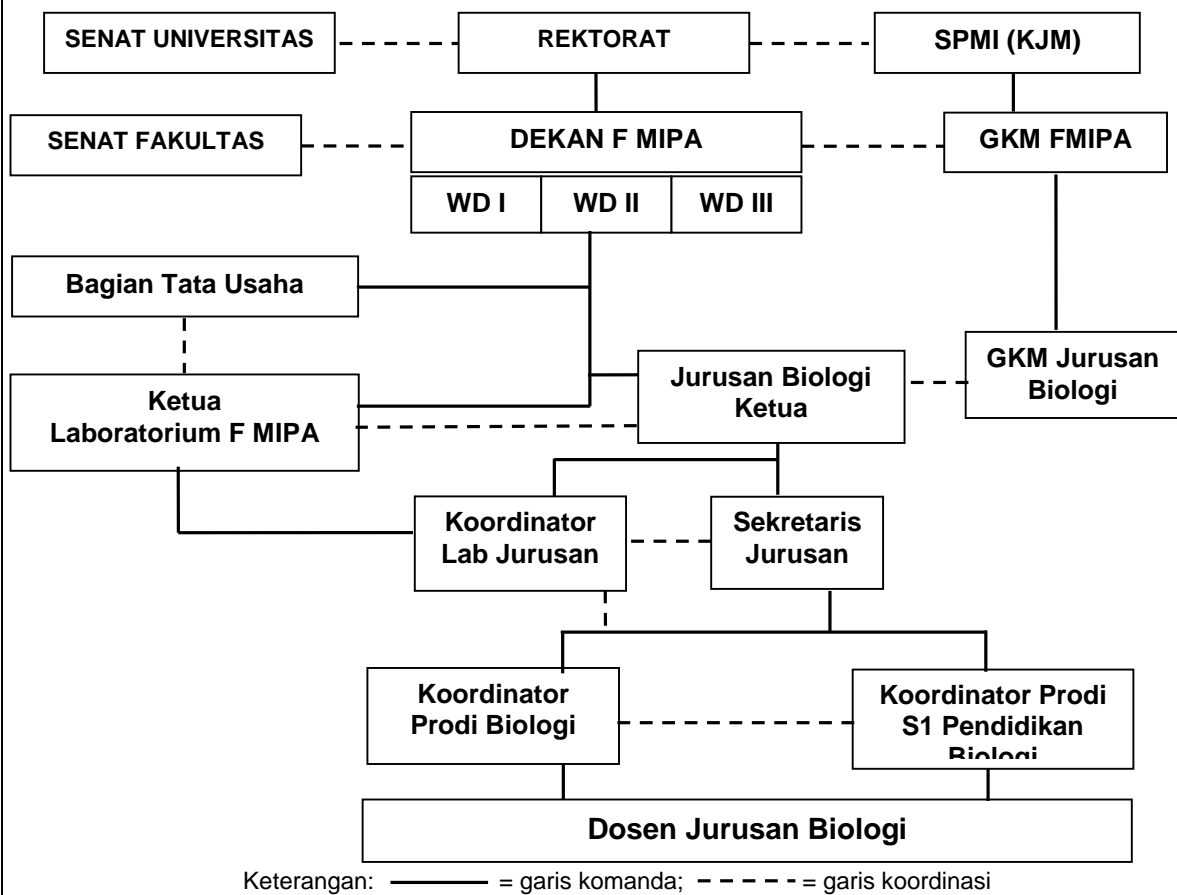 SENAT UNIVERSITAS
REKTORAT
SPMI (KJM)
SENAT FAKULTAS
DEKAN F MIPA
GKM FMIPA
WD I
WD II
WD III
Bagian Tata Usaha
GKM Jurusan
Biologi
Jurusan Biologi
Ketua
Ketua
Laboratorium F MIPA
Koordinator
Lab Jurusan
Sekretaris
Jurusan
Koordinator
Prodi Biologi
Koordinator Prodi
S1 Pendidikan
Biologi
Dosen Jurusan Biologi
Keterangan: = garis komanda; = garis koordinasi